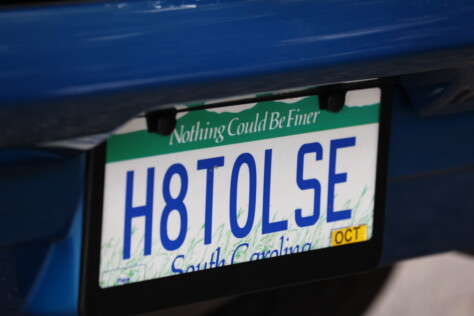 Nothing Could Be Finer
H8TOLSE
OCT
South Carolina